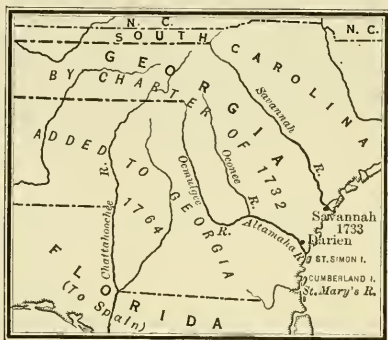 N. C.
N. C.
SOUTH CAROLINA
GEORGIA
BY CHARTER OF 1732
ADDED TO GEORGIA
1764
Savannah R.
Ocmulgee R.
Oconee R.
Chattahoochee R.
Altamaha R.
Savannah
1733
Darien
ST. SIMON I.
CUMBERLAND I.
St. Mary's R.
FLORIDA
(To Spain)